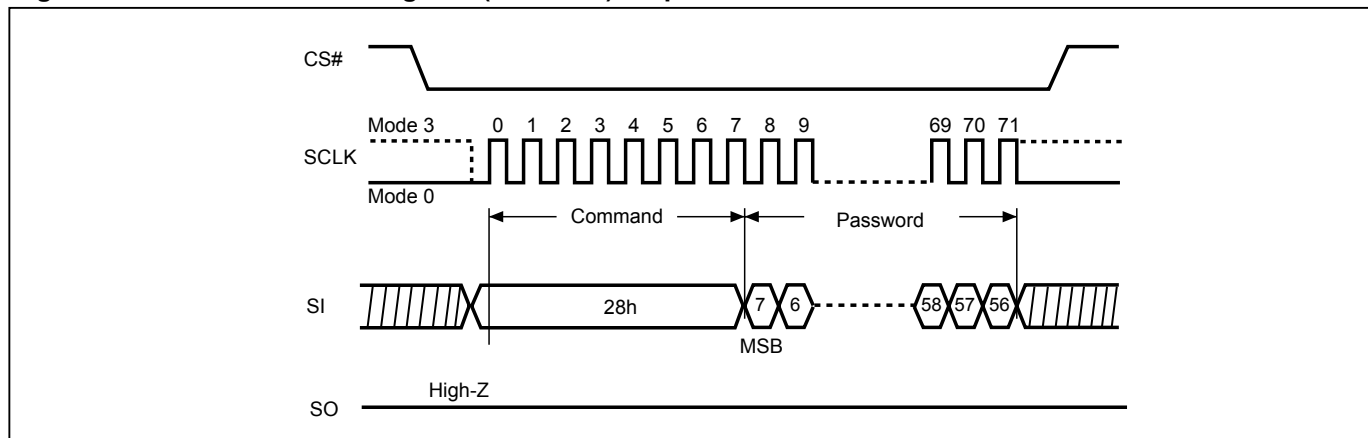 CS#
Mode 3 0 1 2 3 4 5 6 7 8 9 69 70 71
SCLK
Mode 0
Command Password
SI 28h 7 6 58 57 56
MSB
High-Z
SO